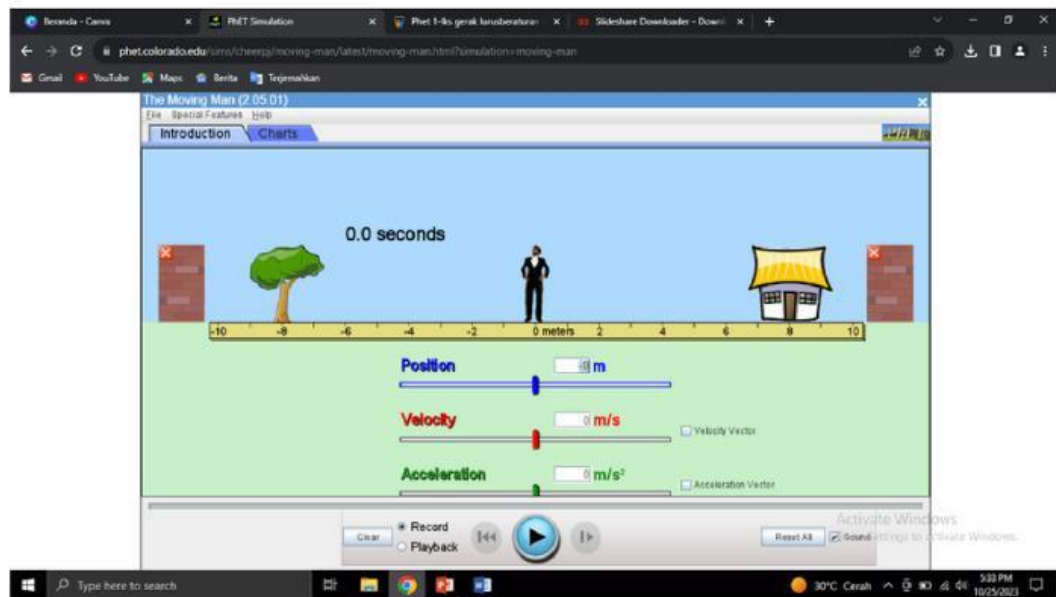 Beranda - Canva
PhET Simulation
Phet 1-lks gerak lurusberaturan
Slideshare Downloader - Down
phet.colorado.edu/sims/cheerpj/moving-man/latest/moving-man.html?simulation=moving-man
Gmail YouTube Maps Berita Terjemahkan
The Moving Man (2.05.01)
File Special Features Help
Introduction Charts
0.0 seconds
-10 -8 -6 -4 -2 0 meters 2 4 6 8 10
Position m
Velocity 0 m/s
Velocity Vector
Acceleration 0 m/s²
Acceleration Vector
Clear
Record
Playback
Reset All Sound
Activate Windows
Activate Windows.
Type here to search
30°C Cerah
5:33 PM
10/25/2023